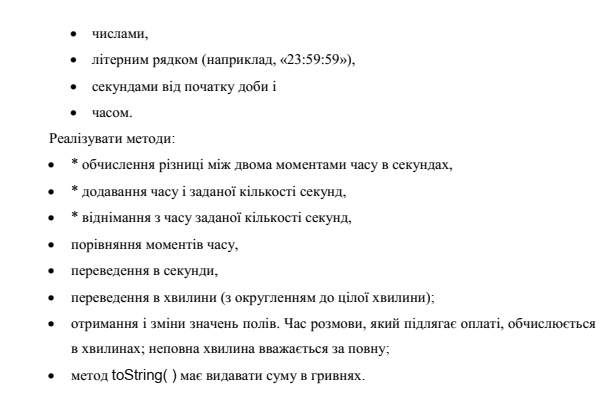 • числами,
• літерним рядком (наприклад, «23:59:59»),
• секундами від початку доби і
• часом.
Реалізувати методи:
• * обчислення різниці між двома моментами часу в секундах,
• * додавання часу і заданої кількості секунд,
• * віднімання з часу заданої кількості секунд,
• порівняння моментів часу,
• переведення в секунди,
• переведення в хвилини (з округленням до цілої хвилини);
• отримання і зміни значень полів. Час розмови, який підлягає оплаті, обчислюється
в хвилинах; неповна хвилина вважається за повну;
• метод toString( ) має видавати суму в гривнях.